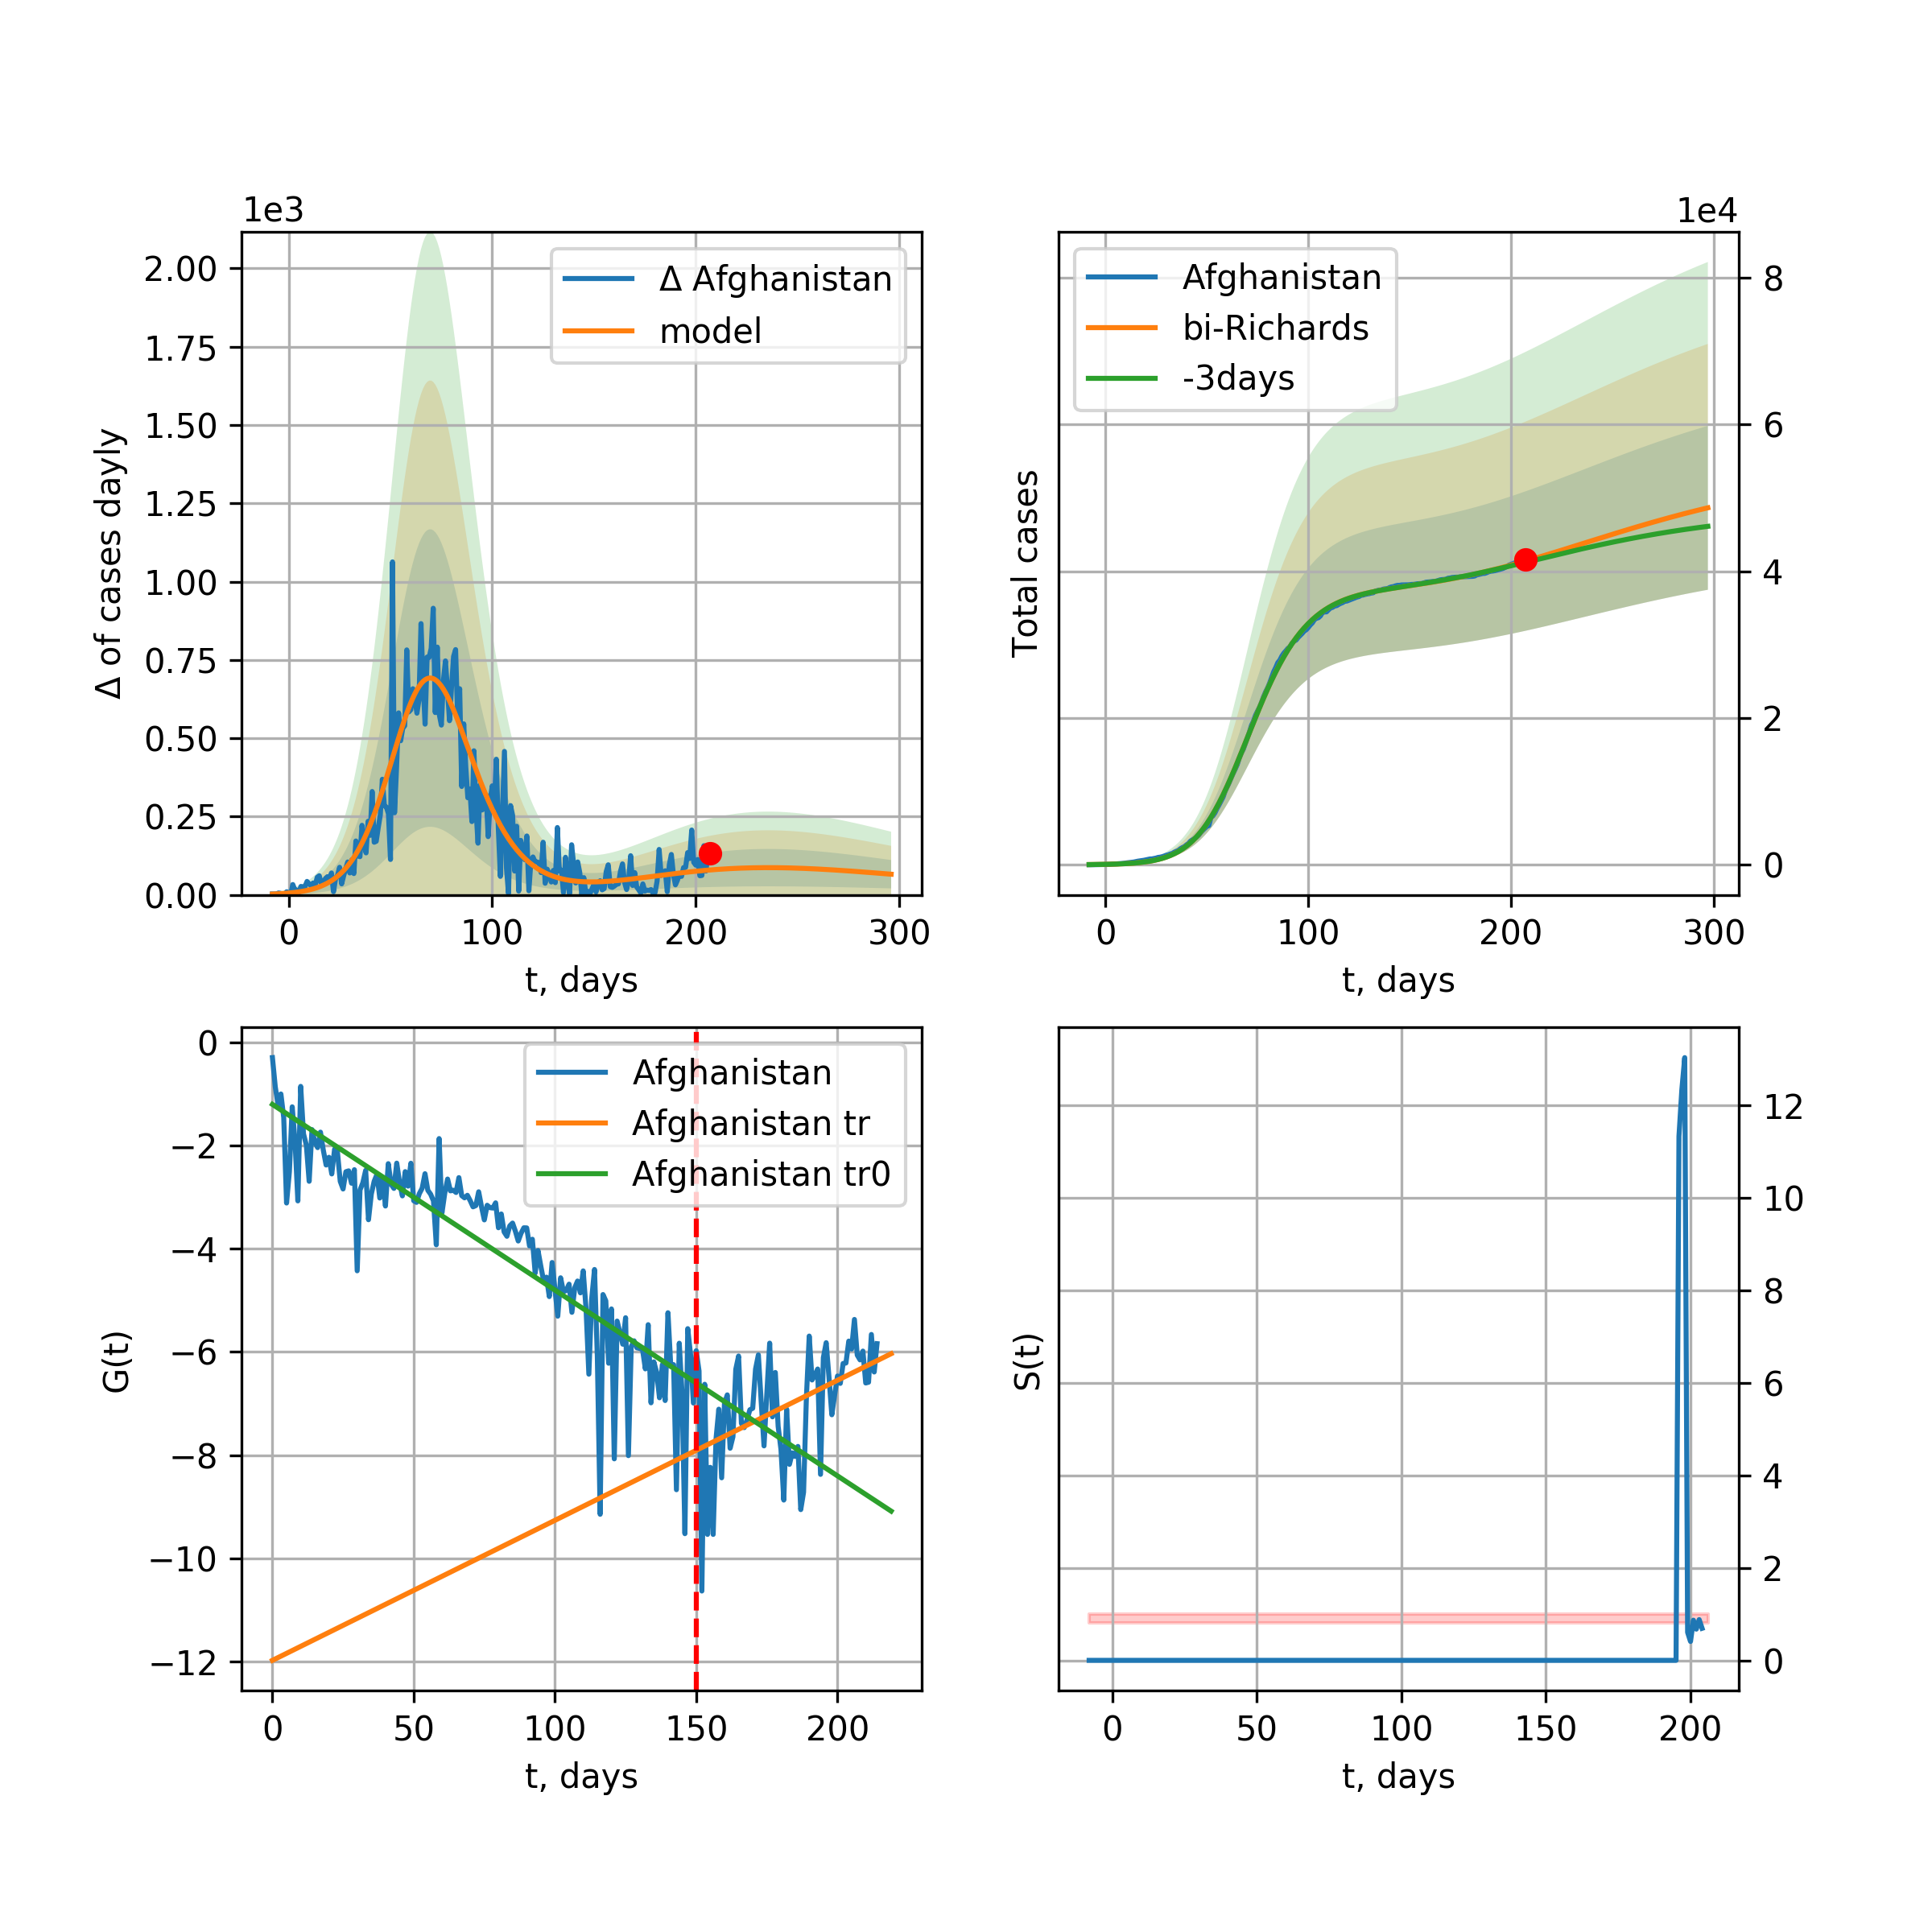 1e3
Δ of cases dayly
2.00
1.75
1.50
1.25
1.00
0.75
0.50
0.25
0.00
0 100 200 300
t, days
Δ Afghanistan
model
1e4
Total cases
8
6
4
2
0
0 100 200 300
t, days
Afghanistan
bi-Richards
-3days
G(t)
0
−2
−4
−6
−8
−10
−12
0 50 100 150 200
t, days
Afghanistan
Afghanistan tr
Afghanistan tr0
S(t)
12
10
8
6
4
2
0
0 50 100 150 200
t, days